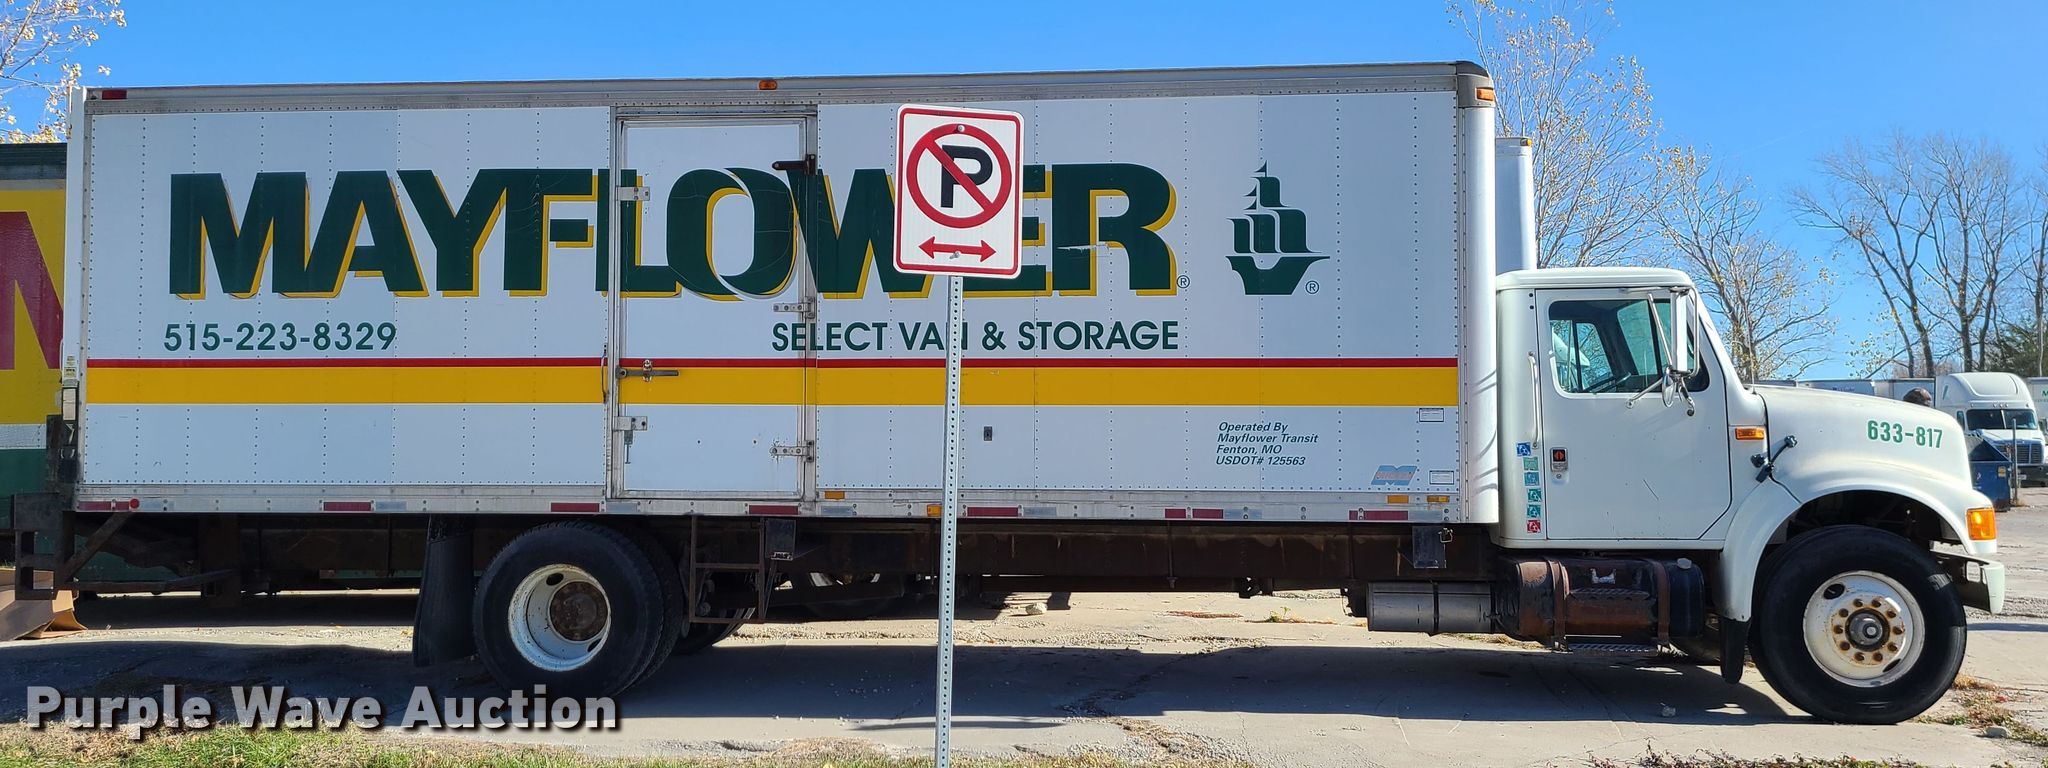 MAYFLOWER®
®
P
515-223-8329
SELECT VAN & STORAGE
Operated By
Mayflower Transit
Fenton, MO
USDOT# 125563
633-817
Purple Wave Auction